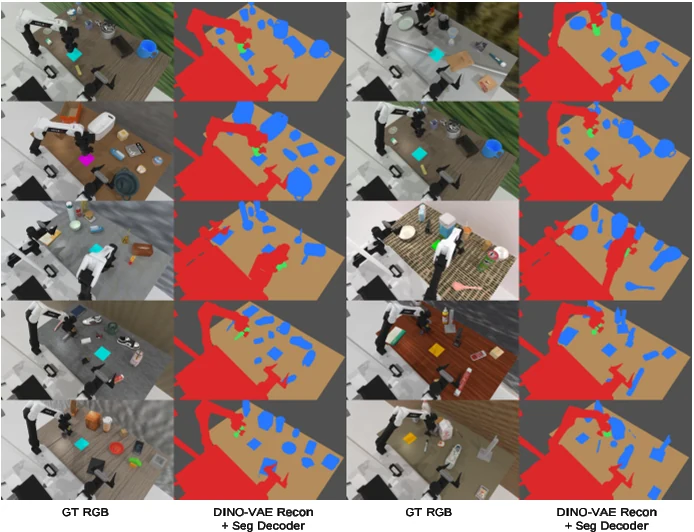 GT RGB
DINO-VAE Recon
+ Seg Decoder
GT RGB
DINO-VAE Recon
+ Seg Decoder